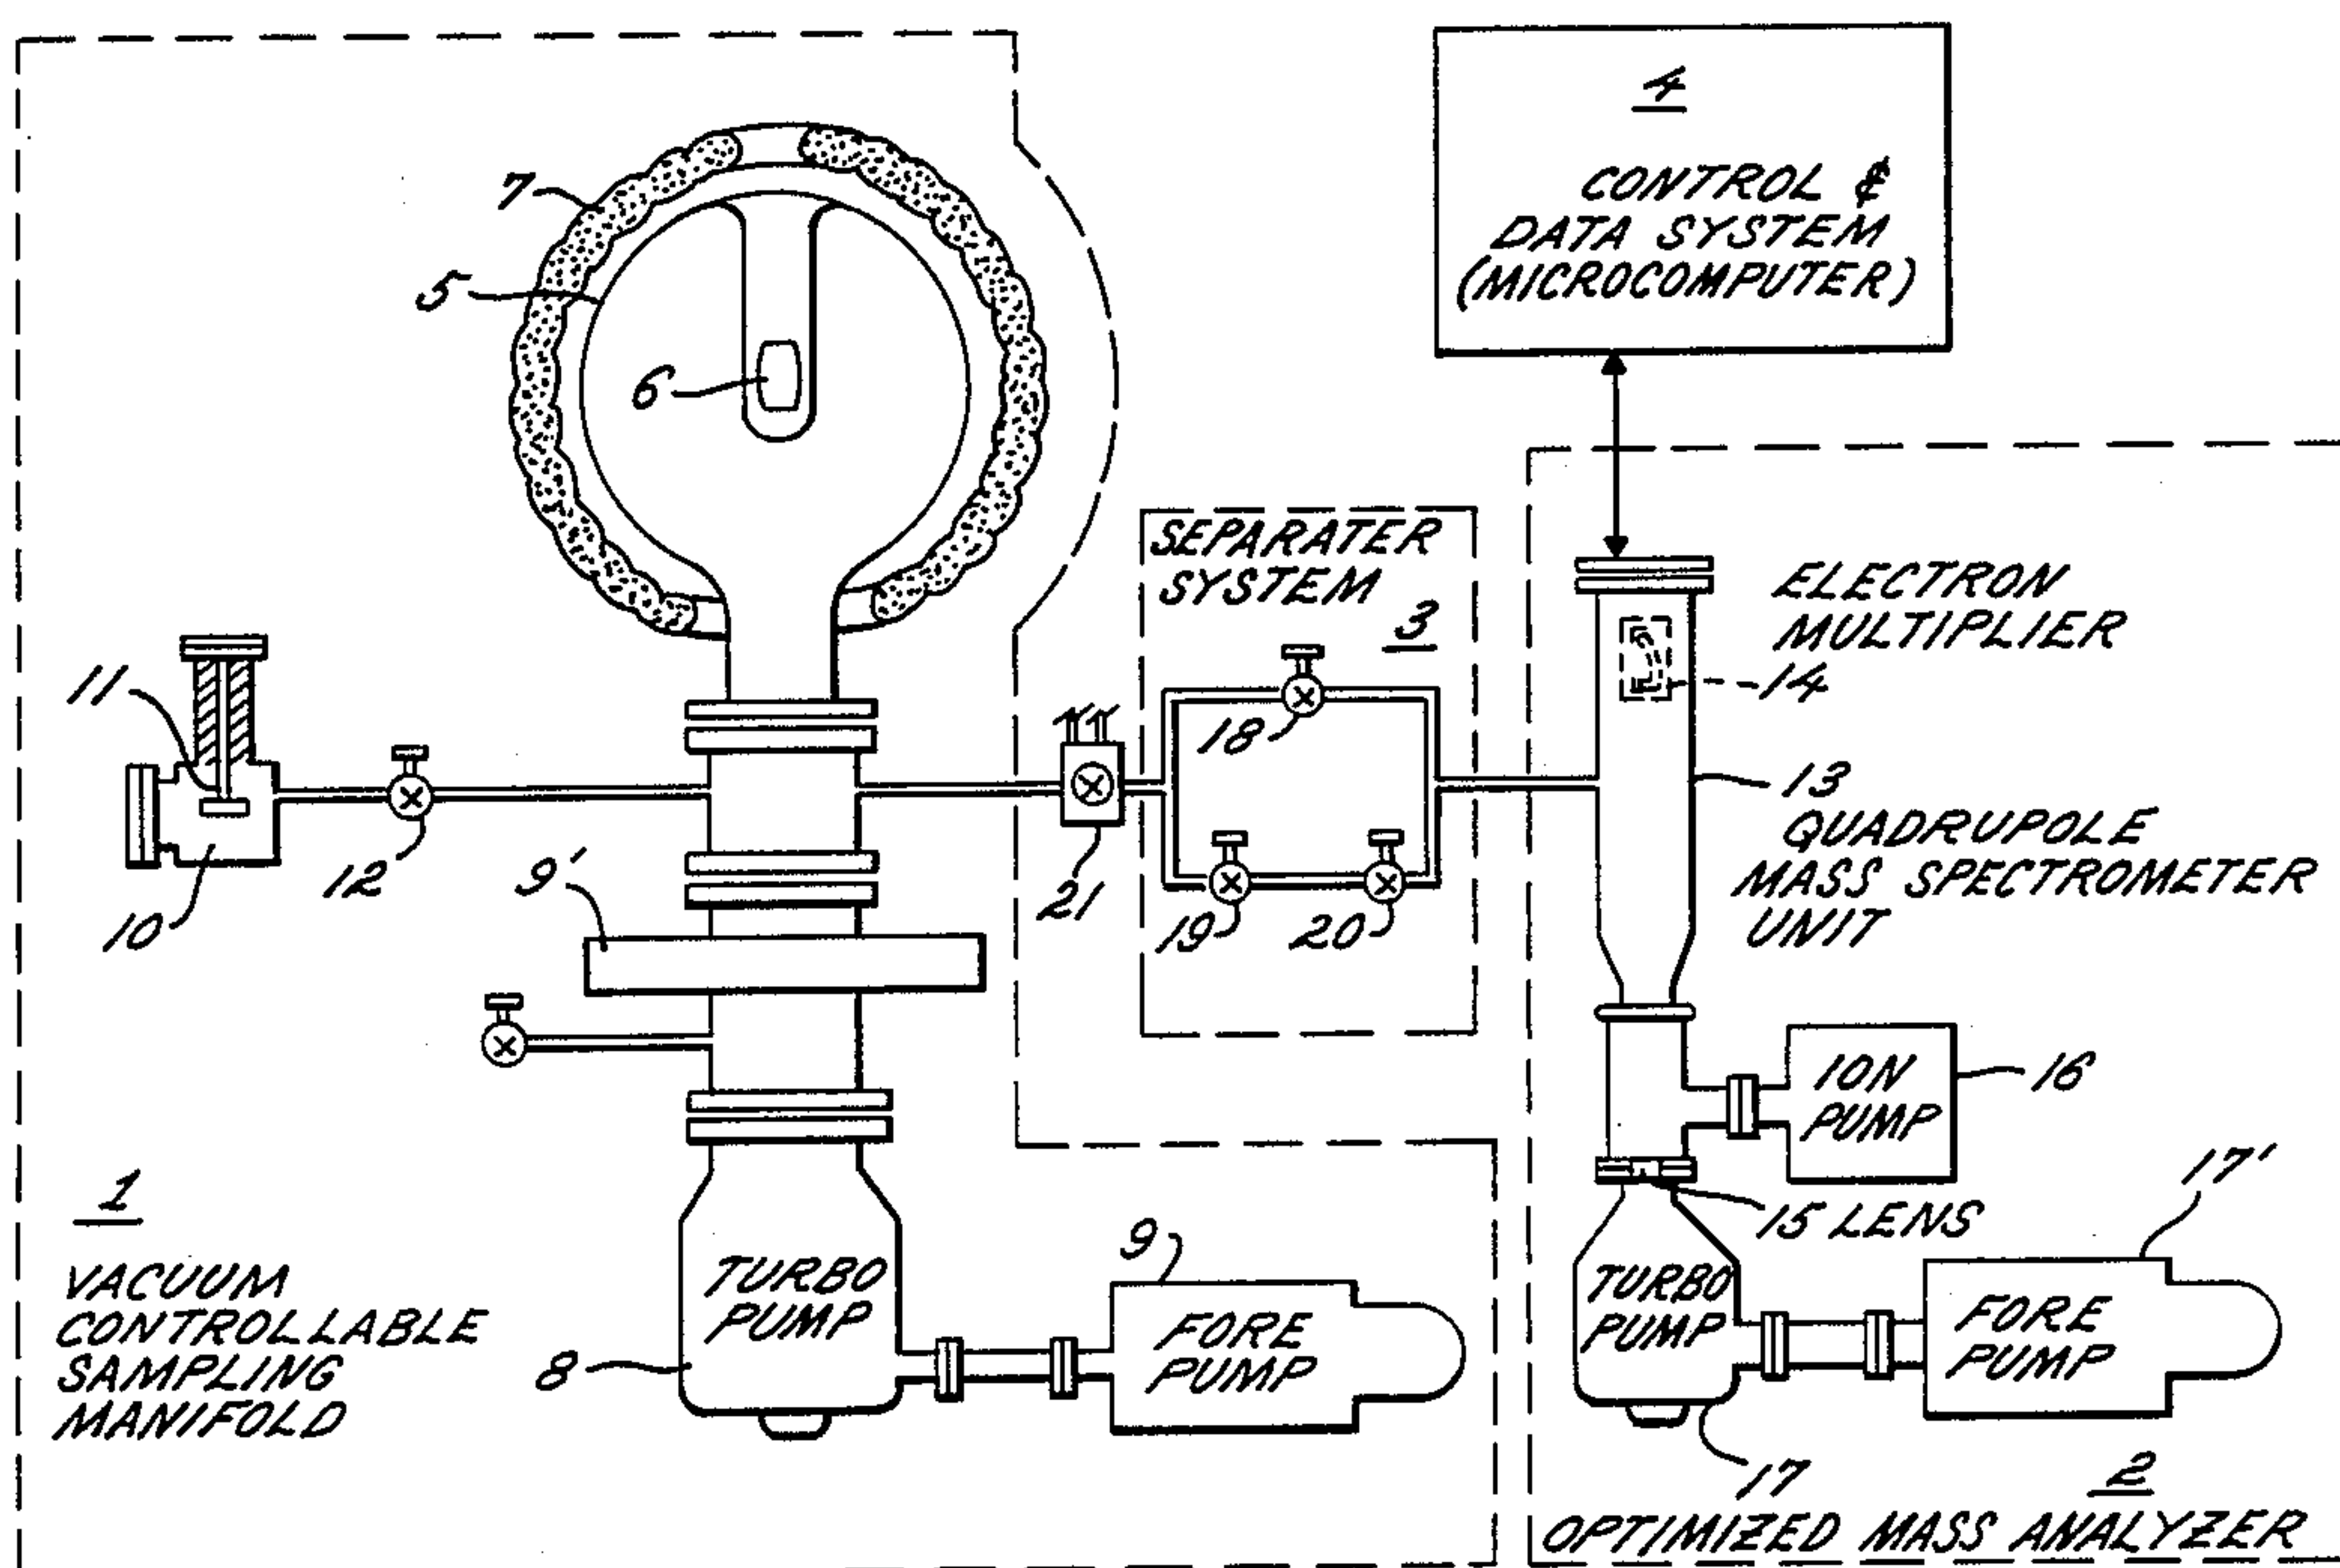 4
CONTROL &
DATA SYSTEM
(MICROCOMPUTER)
7
5
6
SEPARATER
SYSTEM
3
ELECTRON
MULTIPLIER
14
11
18
13
QUADRUPOLE
MASS SPECTROMETER
UNIT
12
10
9'
21
19
20
ION
PUMP
16
15 LENS
17'
1
VACUUM
CONTROLLABLE
SAMPLING
MANIFOLD
TURBO
PUMP
8
9
FORE
PUMP
TURBO
PUMP
FORE
PUMP
17
2
OPTIMIZED MASS ANALYZER